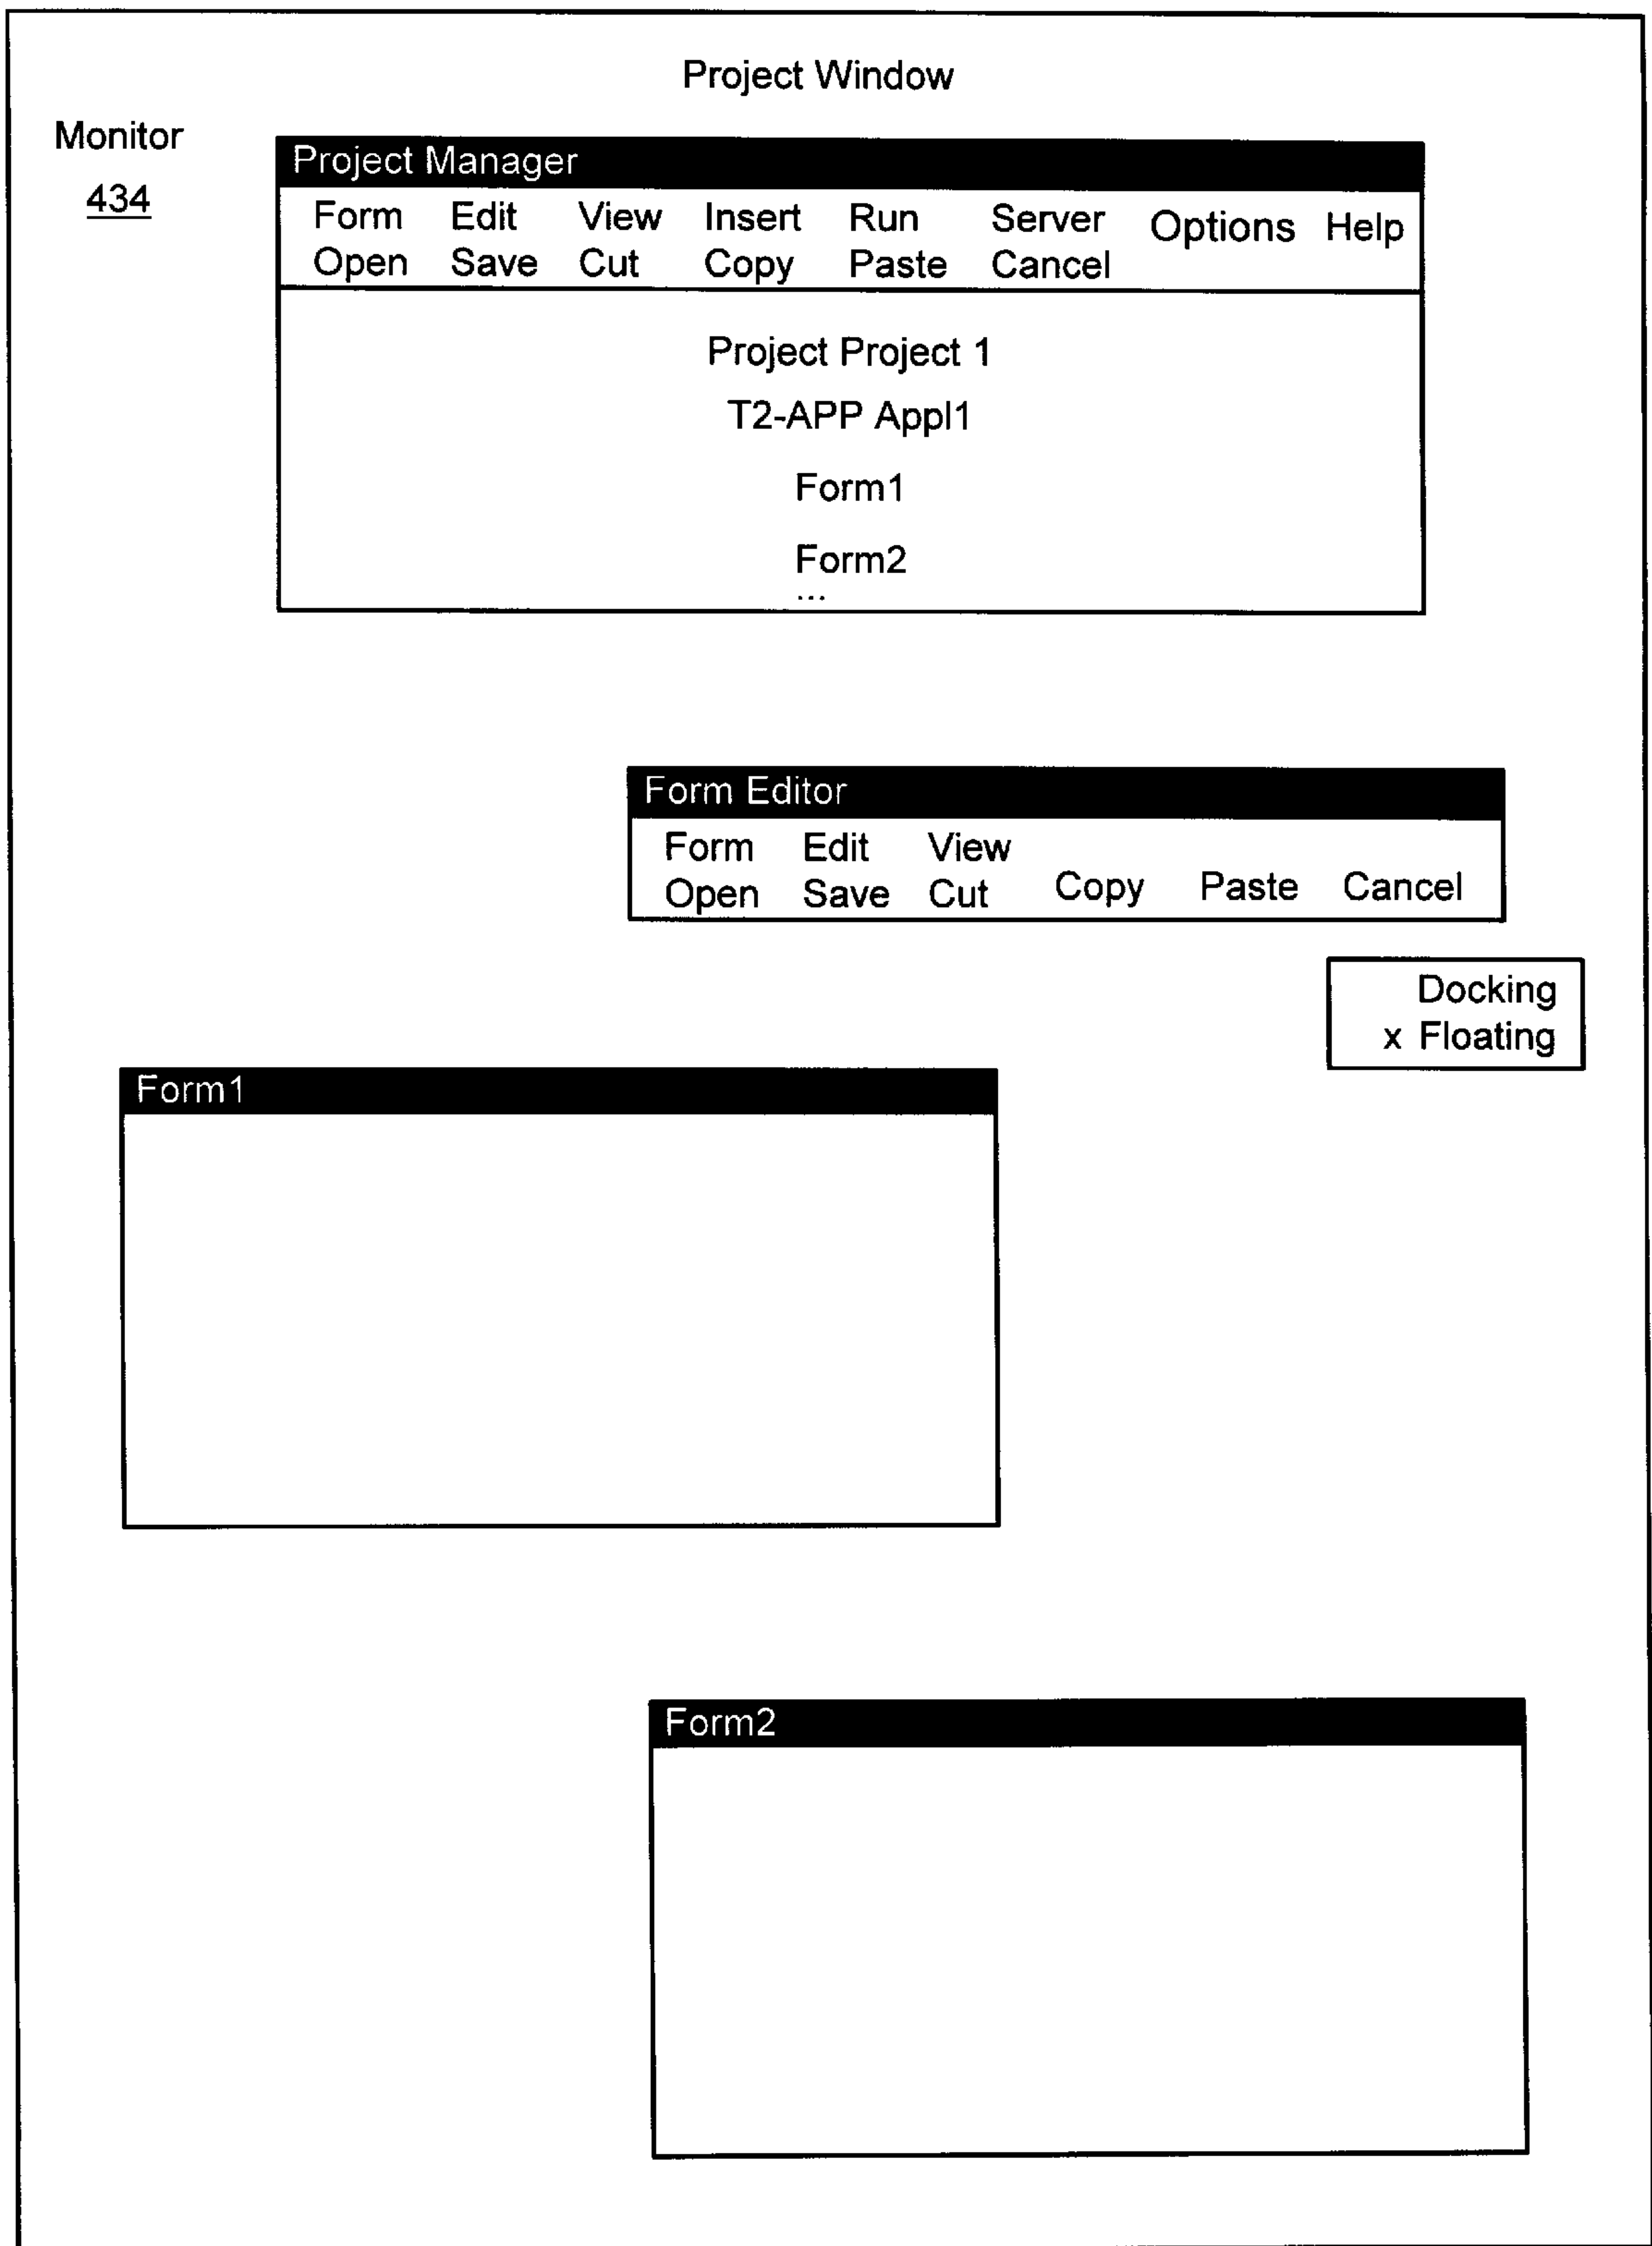 Project Window
Monitor
434
Project Manager
Form Edit View Insert Run Server Options Help
Open Save Cut Copy Paste Cancel
Project Project 1
T2-APP Appl1
Form1
Form2
...
Form Editor
Form Edit View
Open Save Cut Copy Paste Cancel
Docking
x Floating
Form1
Form2